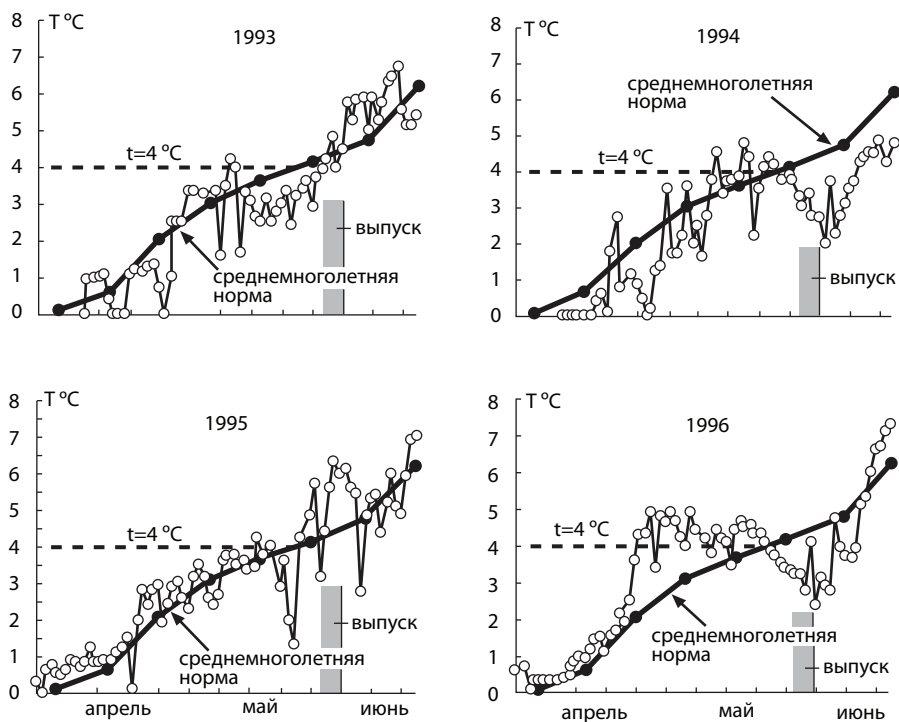 T °C
1993
8
7
6
5
4
3
2
1
0
t=4 °C
выпуск
среднемноголетняя
норма
T °C
1994
8
7
6
5
4
3
2
1
0
среднемноголетняя
норма
t=4 °C
выпуск
T °C
1995
8
7
6
5
4
3
2
1
0
t=4 °C
выпуск
среднемноголетняя
норма
апрель май июнь
T °C
1996
8
7
6
5
4
3
2
1
0
t=4 °C
среднемноголетняя
норма
выпуск
апрель май июнь